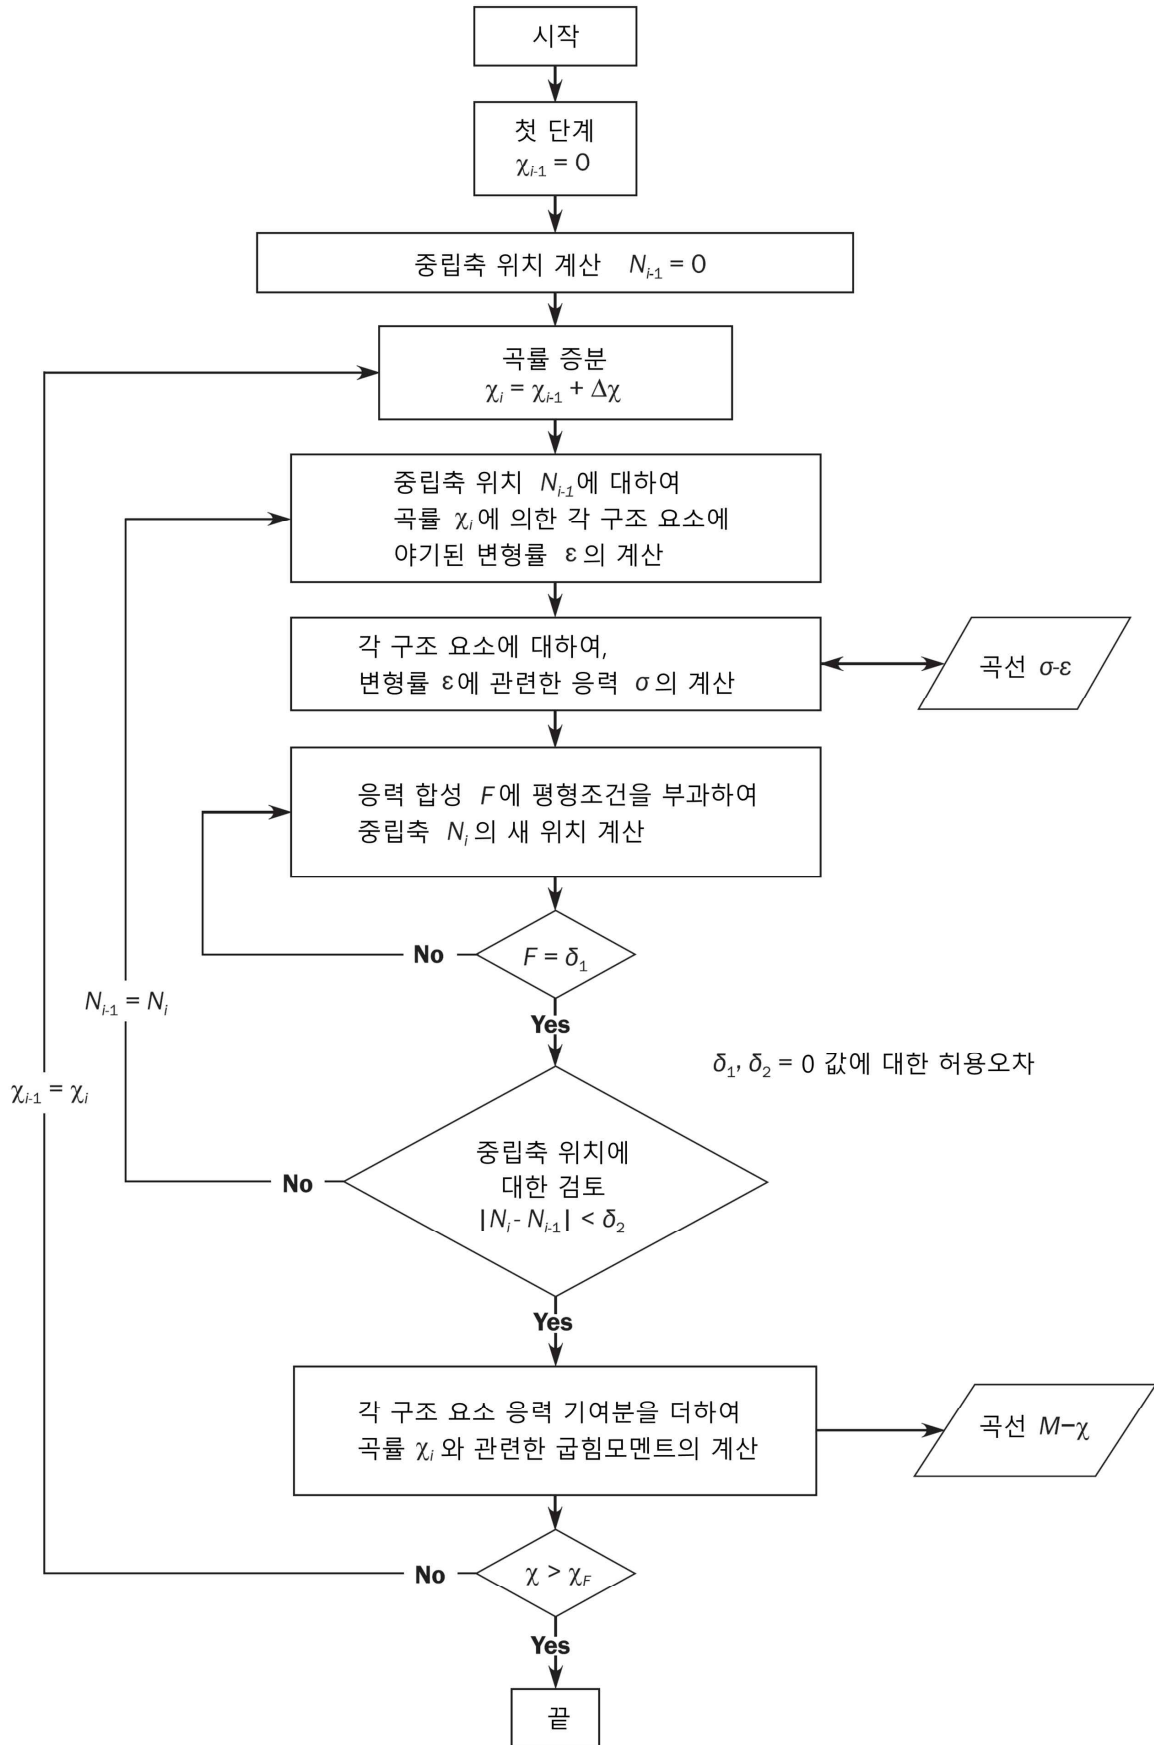 시작
첫 단계
χᵢ₋₁ = 0
중립축 위치 계산 Nᵢ₋₁ = 0
곡률 증분
χᵢ = χᵢ₋₁ + Δχ
중립축 위치 Nᵢ₋₁에 대하여
곡률 χᵢ에 의한 각 구조 요소에
야기된 변형률 ε의 계산
각 구조 요소에 대하여,
변형률 ε에 관련한 응력 σ의 계산
곡선 σ-ε
응력 합성 F에 평형조건을 부과하여
중립축 Nᵢ의 새 위치 계산
F = δ₁
No
Yes
Nᵢ₋₁ = Nᵢ
δ₁, δ₂ = 0 값에 대한 허용오차
χᵢ₋₁ = χᵢ
중립축 위치에
대한 검토
|Nᵢ - Nᵢ₋₁| < δ₂
No
Yes
각 구조 요소 응력 기여분을 더하여
곡률 χᵢ와 관련한 굽힘모멘트의 계산
곡선 M−χ
χ > χ_F
No
Yes
끝